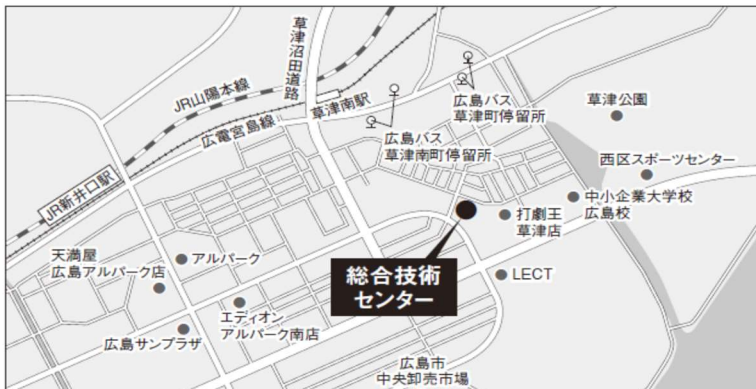 草津沼田道路
JR山陽本線
草津南駅
広電宮島線
広島バス
草津町停留所
草津公園
広島バス
草津南町停留所
西区スポーツセンター
JR新井口駅
中小企業大学校
広島校
打劇王
草津店
天満屋
広島アルパーク店
アルパーク
総合技術
センター
LECT
エディオン
アルパーク南店
広島サンプラザ
広島市
中央卸売市場